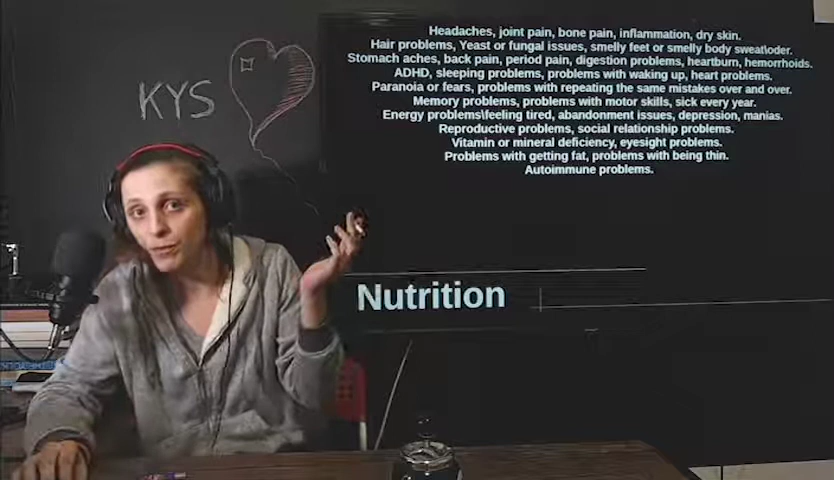 Headaches, joint pain, bone pain, inflammation, dry skin.
Hair problems, Yeast or fungal issues, smelly feet or smelly body sweat\oder.
Stomach aches, back pain, period pain, digestion problems, heartburn, hemorrhoids.
ADHD, sleeping problems, problems with waking up, heart problems.
Paranoia or fears, problems with repeating the same mistakes over and over.
Memory problems, problems with motor skills, sick every year.
Energy problems\feeling tired, abandonment issues, depression, manias.
Reproductive problems, social relationship problems.
Vitamin or mineral deficiency, eyesight problems.
Problems with getting fat, problems with being thin.
Autoimmune problems.
KYS
Nutrition